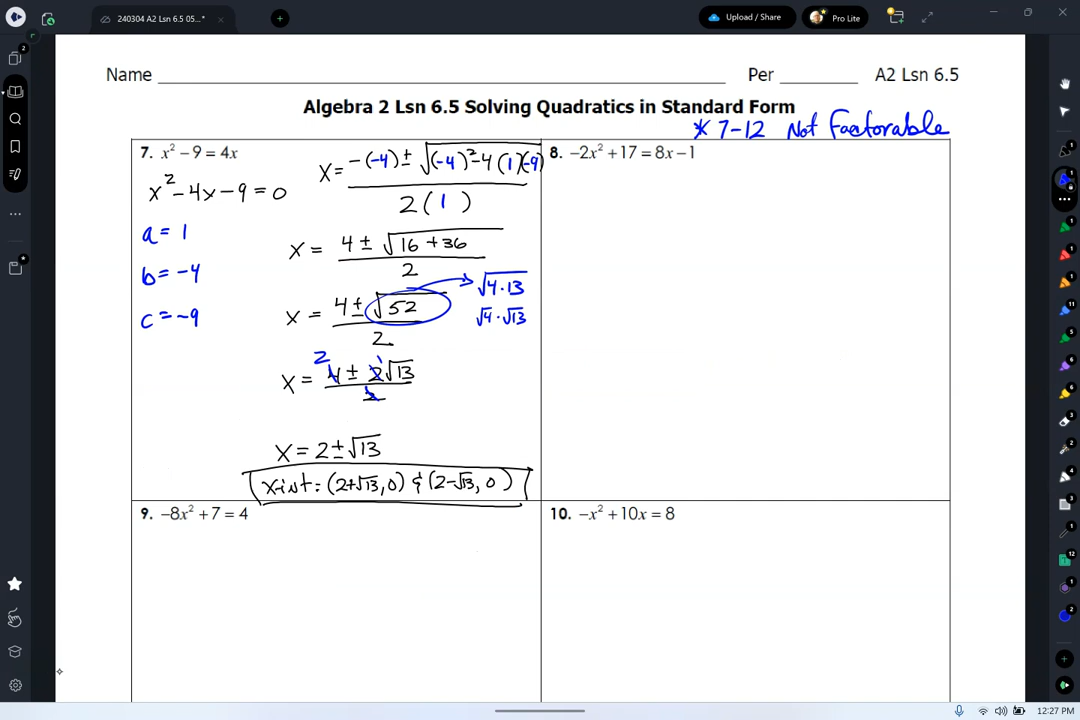 240304 A2 Lsn 6.5 05...*
Upload / Share
Pro Lite
Name Per A2 Lsn 6.5
Algebra 2 Lsn 6.5 Solving Quadratics in Standard Form
* 7-12 Not Factorable
7. x² − 9 = 4x
x² - 4x - 9 = 0
a = 1
b = -4
c = -9
x = -(-4) ± √(-4)² - 4(1)(-9)
2(1)
x = 4 ± √16 + 36
2
x = 4 ± √52
2
√4·13
√4·√13
2 1
x = 4 ± 2√13
2
x = 2 ± √13
x-int: (2+√13, 0) & (2-√13, 0)
8. −2x² + 17 = 8x − 1
9. −8x² + 7 = 4
10. −x² + 10x = 8
12:27 PM